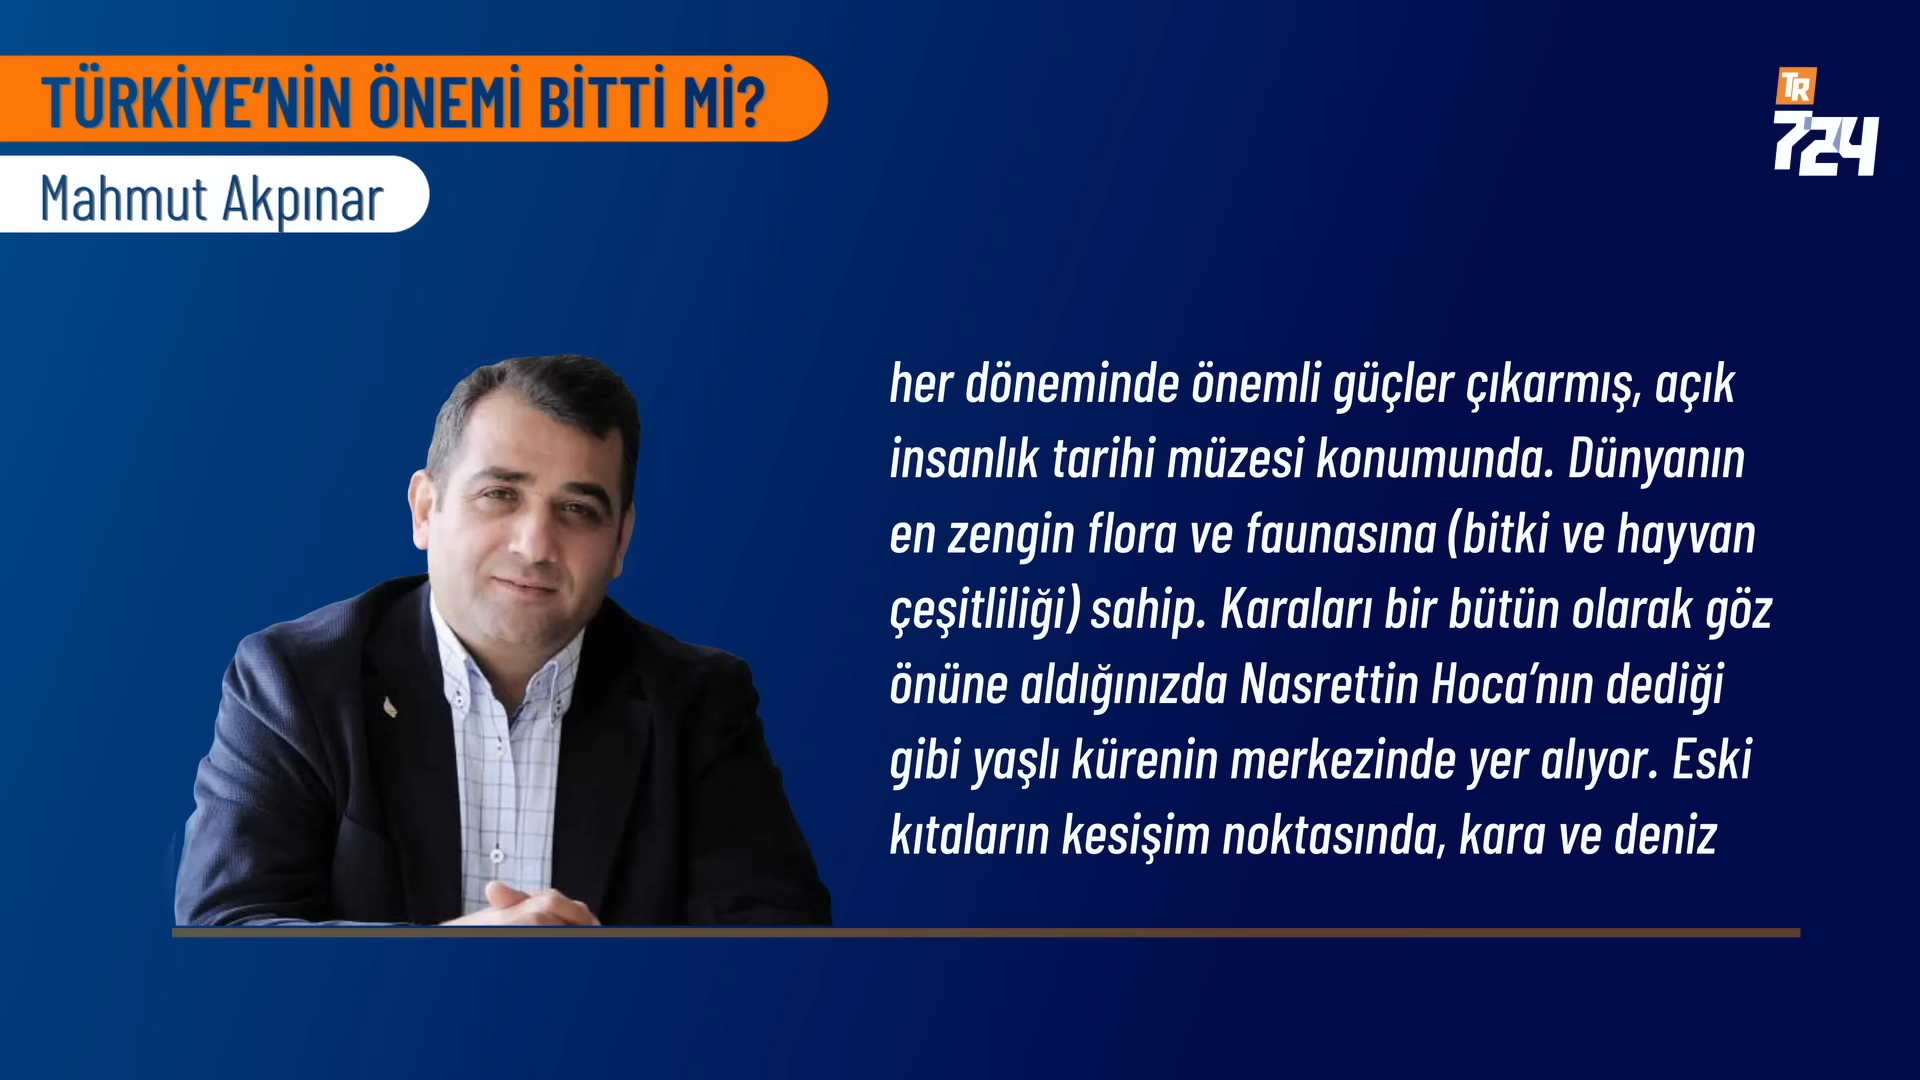 TÜRKİYE’NİN ÖNEMİ BİTTİ Mİ?
Mahmut Akpınar
TR
724
her döneminde önemli güçler çıkarmış, açık
insanlık tarihi müzesi konumunda. Dünyanın
en zengin flora ve faunasına (bitki ve hayvan
çeşitliliği) sahip. Karaları bir bütün olarak göz
önüne aldığınızda Nasrettin Hoca’nın dediği
gibi yaşlı kürenin merkezinde yer alıyor. Eski
kıtaların kesişim noktasında, kara ve deniz